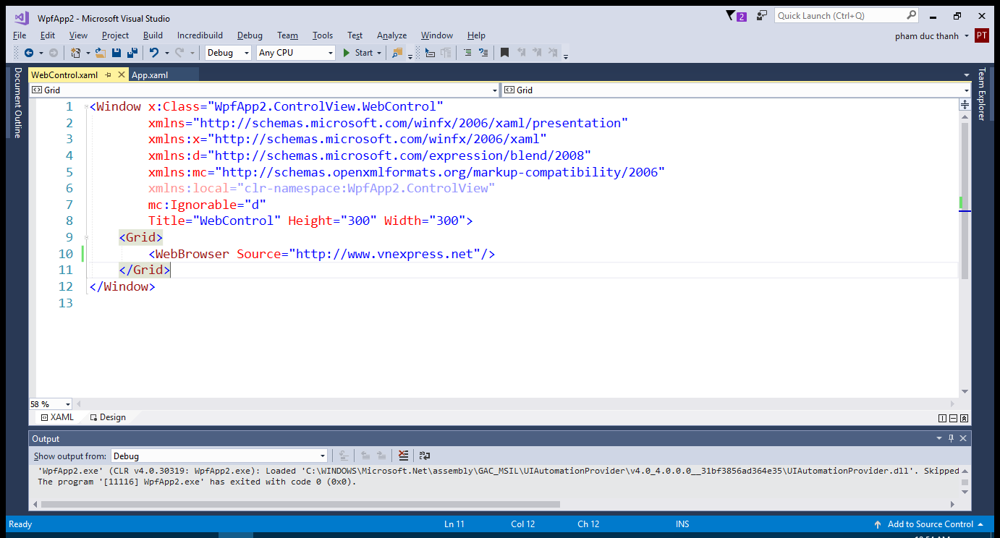 WpfApp2 - Microsoft Visual Studio
2
Quick Launch (Ctrl+Q)
File Edit View Project Build Incredibuild Debug Team Tools Test Analyze Window Help
pham duc thanh PT
Debug Any CPU Start
Document Outline
Team Explorer
WebControl.xaml App.xaml
Grid Grid
1 <Window x:Class="WpfApp2.ControlView.WebControl"
2 xmlns="http://schemas.microsoft.com/winfx/2006/xaml/presentation"
3 xmlns:x="http://schemas.microsoft.com/winfx/2006/xaml"
4 xmlns:d="http://schemas.microsoft.com/expression/blend/2008"
5 xmlns:mc="http://schemas.openxmlformats.org/markup-compatibility/2006"
6 xmlns:local="clr-namespace:WpfApp2.ControlView"
7 mc:Ignorable="d"
8 Title="WebControl" Height="300" Width="300">
9 <Grid>
10 <WebBrowser Source="http://www.vnexpress.net"/>
11 </Grid>
12 </Window>
13
58 %
XAML Design
Output
Show output from: Debug
'WpfApp2.exe' (CLR v4.0.30319: WpfApp2.exe): Loaded 'C:\WINDOWS\Microsoft.Net\assembly\GAC_MSIL\UIAutomationProvider\v4.0_4.0.0.0__31bf3856ad364e35\UIAutomationProvider.dll'. Skipped
The program '[11116] WpfApp2.exe' has exited with code 0 (0x0).
Ready Ln 11 Col 12 Ch 12 INS Add to Source Control